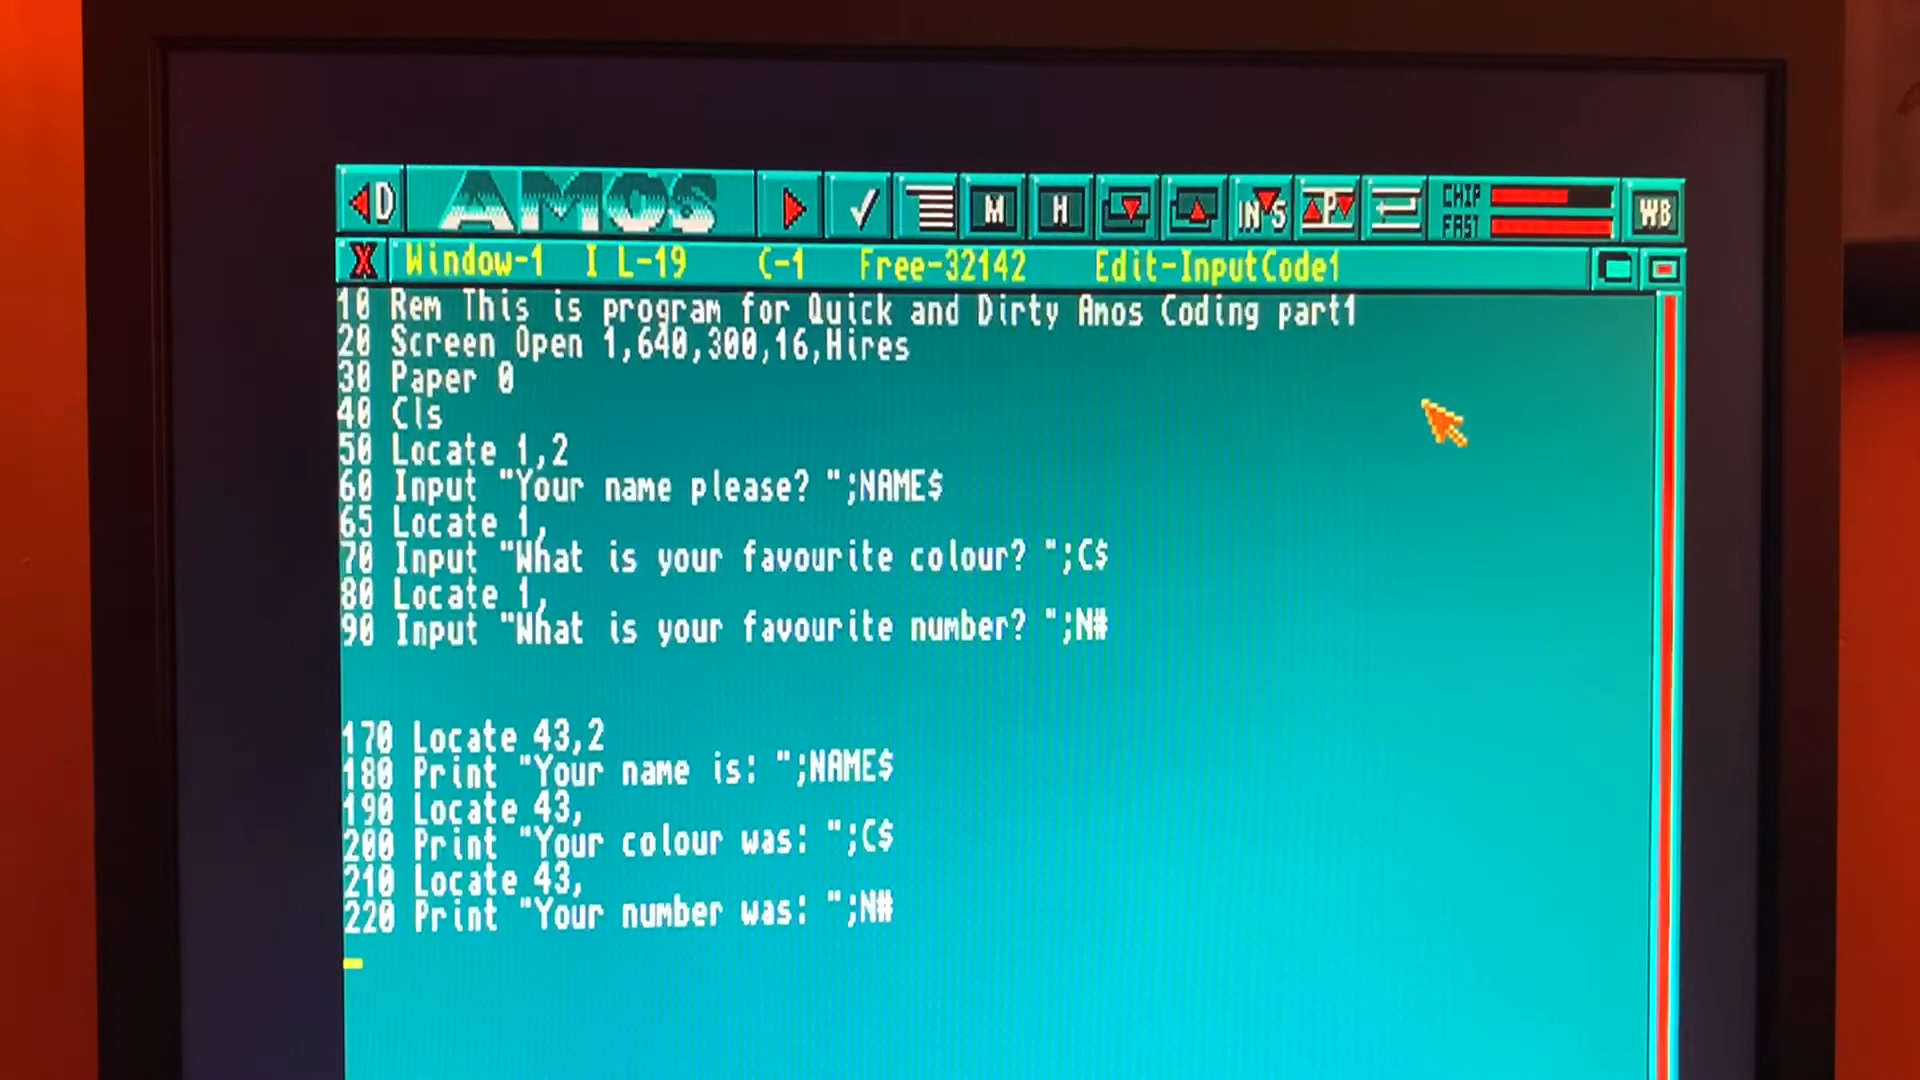 D AMOS M H INS P CHIP FAST WB
X Window-1 I L-19 C-1 Free-32142 Edit-InputCode1
10 Rem This is program for Quick and Dirty Amos Coding part1
20 Screen Open 1,640,300,16,Hires
30 Paper 0
40 Cls
50 Locate 1,2
60 Input "Your name please? ";NAME$
65 Locate 1,
70 Input "What is your favourite colour? ";C$
80 Locate 1,
90 Input "What is your favourite number? ";N#
170 Locate 43,2
180 Print "Your name is: ";NAME$
190 Locate 43,
200 Print "Your colour was: ";C$
210 Locate 43,
220 Print "Your number was: ";N#